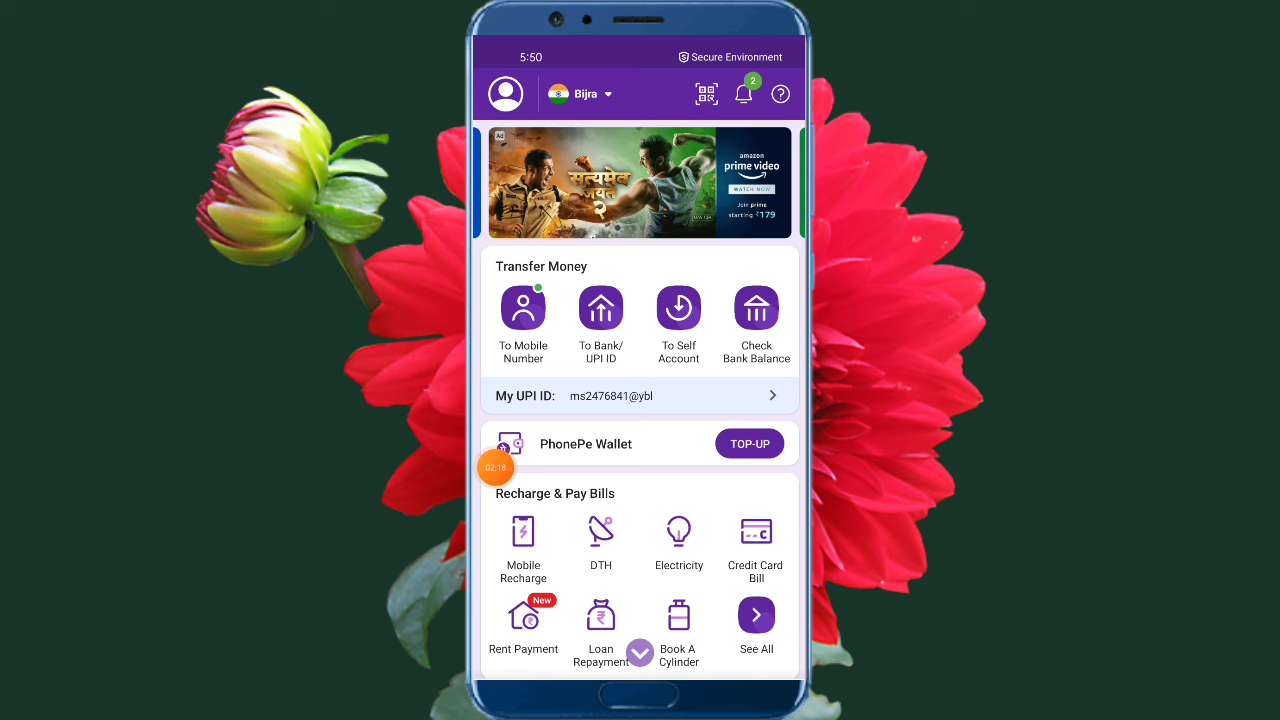 5:50
Secure Environment
Bijra
2
Ad
सत्यमेव
जयते
२
amazon
prime video
WATCH NOW
Join prime
starting ₹179
Transfer Money
To Mobile
Number
To Bank/
UPI ID
To Self
Account
Check
Bank Balance
My UPI ID: ms2476841@ybl
PhonePe Wallet
TOP-UP
02:18
Recharge & Pay Bills
Mobile
Recharge
DTH
Electricity
Credit Card
Bill
New
Rent Payment
Loan
Repayment
Book A
Cylinder
See All